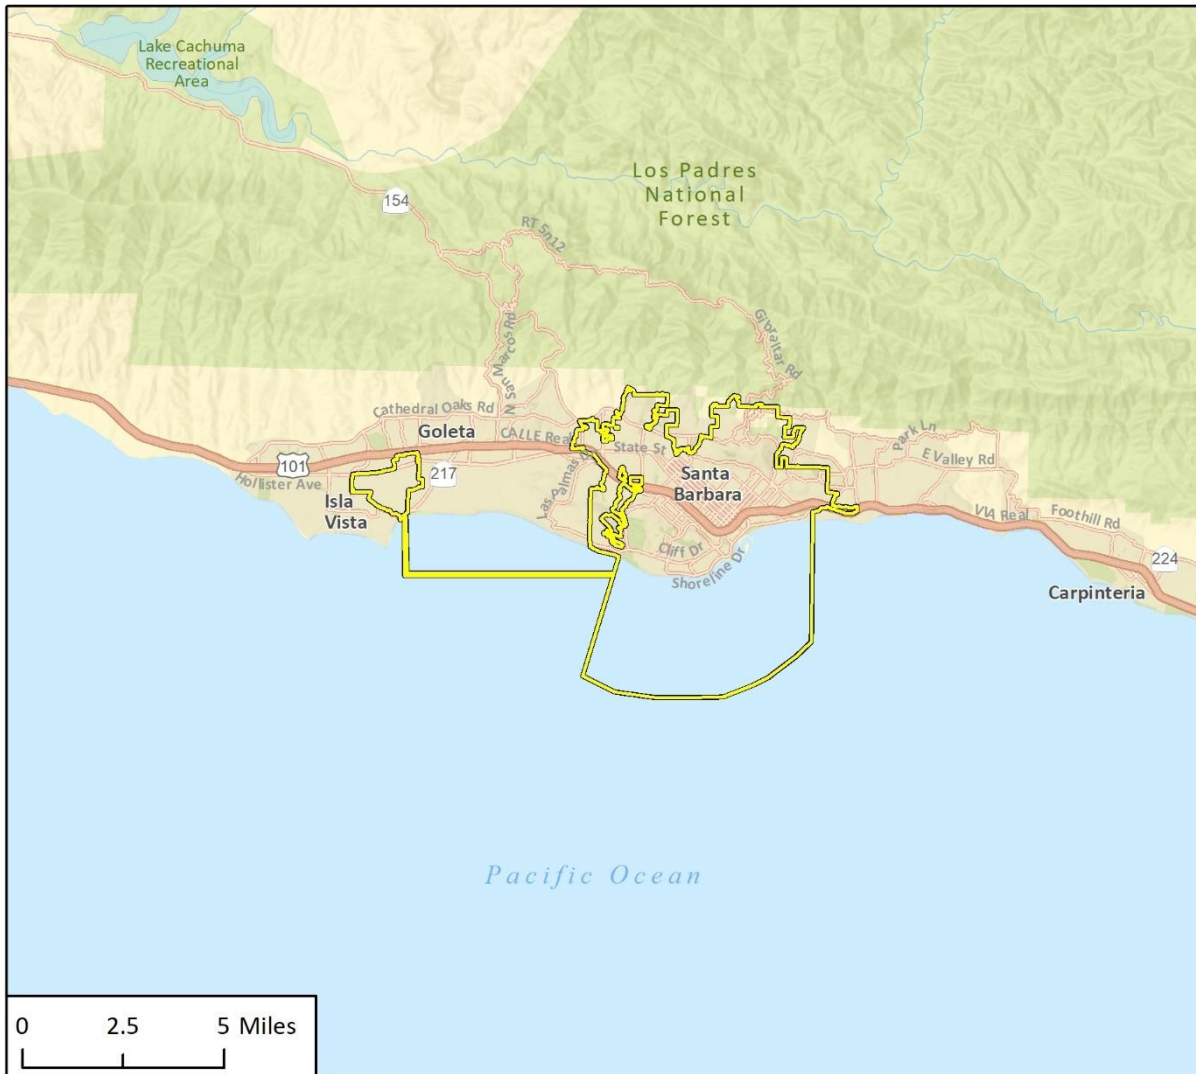 Lake Cachuma
Recreational
Area
Los Padres
National
Forest
154
RT 5n12
Gibraltar Rd
N San Marcos Rd
Cathedral Oaks Rd
Goleta
CALLE Real
State St
Park Ln
E Valley Rd
101
Hollister Ave
217
Las Palmas Dr
Santa
Barbara
Isla
Vista
VIA Real
Foothill Rd
Cliff Dr
Shoreline Dr
224
Carpinteria
Pacific Ocean
0 2.5 5 Miles